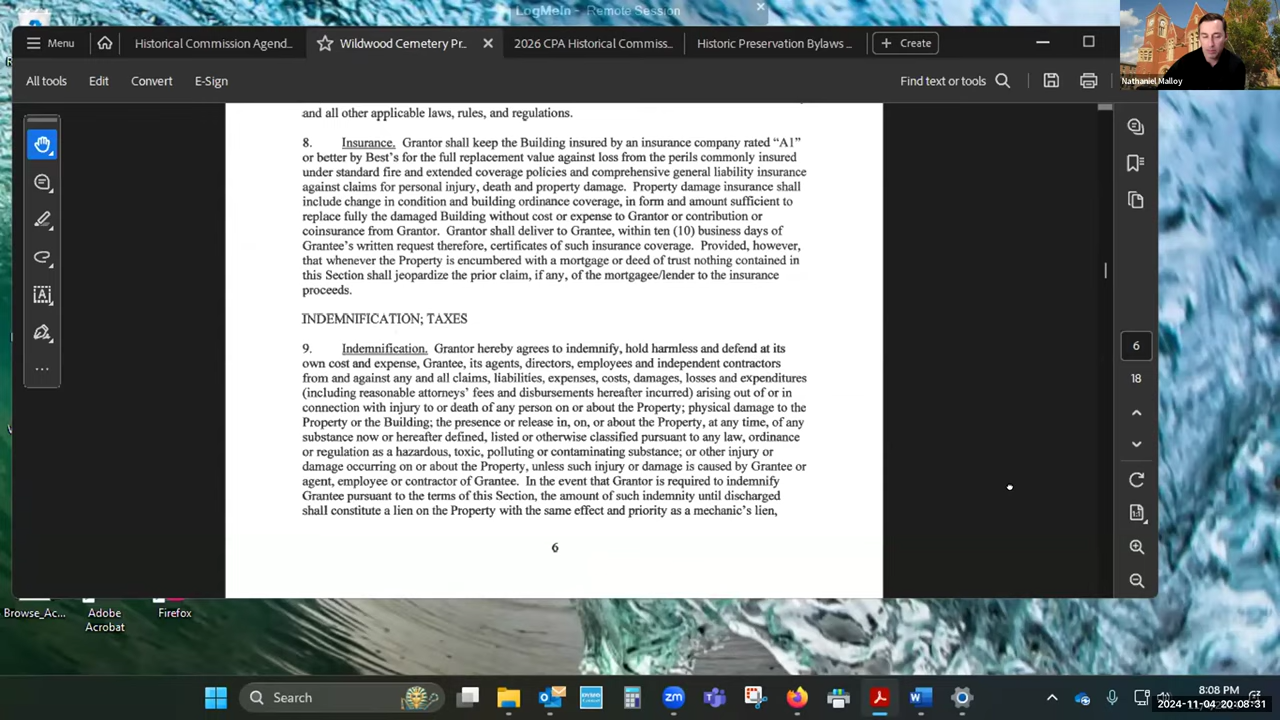 LogMeIn - Remote Session
Menu
Historical Commission Agend...
Wildwood Cemetery Pr...
2026 CPA Historical Commiss...
Historic Preservation Bylaws ...
Create
Nathaniel Malloy
All tools
Edit
Convert
E-Sign
Find text or tools
and all other applicable laws, rules, and regulations.
8. Insurance. Grantor shall keep the Building insured by an insurance company rated “A1”
or better by Best’s for the full replacement value against loss from the perils commonly insured
under standard fire and extended coverage policies and comprehensive general liability insurance
against claims for personal injury, death and property damage. Property damage insurance shall
include change in condition and building ordinance coverage, in form and amount sufficient to
replace fully the damaged Building without cost or expense to Grantor or contribution or
coinsurance from Grantor. Grantor shall deliver to Grantee, within ten (10) business days of
Grantee’s written request therefore, certificates of such insurance coverage. Provided, however,
that whenever the Property is encumbered with a mortgage or deed of trust nothing contained in
this Section shall jeopardize the prior claim, if any, of the mortgagee/lender to the insurance
proceeds.
INDEMNIFICATION; TAXES
9. Indemnification. Grantor hereby agrees to indemnify, hold harmless and defend at its
own cost and expense, Grantee, its agents, directors, employees and independent contractors
from and against any and all claims, liabilities, expenses, costs, damages, losses and expenditures
(including reasonable attorneys’ fees and disbursements hereafter incurred) arising out of or in
connection with injury to or death of any person on or about the Property; physical damage to the
Property or the Building; the presence or release in, on, or about the Property, at any time, of any
substance now or hereafter defined, listed or otherwise classified pursuant to any law, ordinance
or regulation as a hazardous, toxic, polluting or contaminating substance; or other injury or
damage occurring on or about the Property, unless such injury or damage is caused by Grantee or
agent, employee or contractor of Grantee. In the event that Grantor is required to indemnify
Grantee pursuant to the terms of this Section, the amount of such indemnity until discharged
shall constitute a lien on the Property with the same effect and priority as a mechanic’s lien,
6
6
18
Browse_Ac...
Adobe
Acrobat
Firefox
Search
8:08 PM
2024-11-04 20:08:31